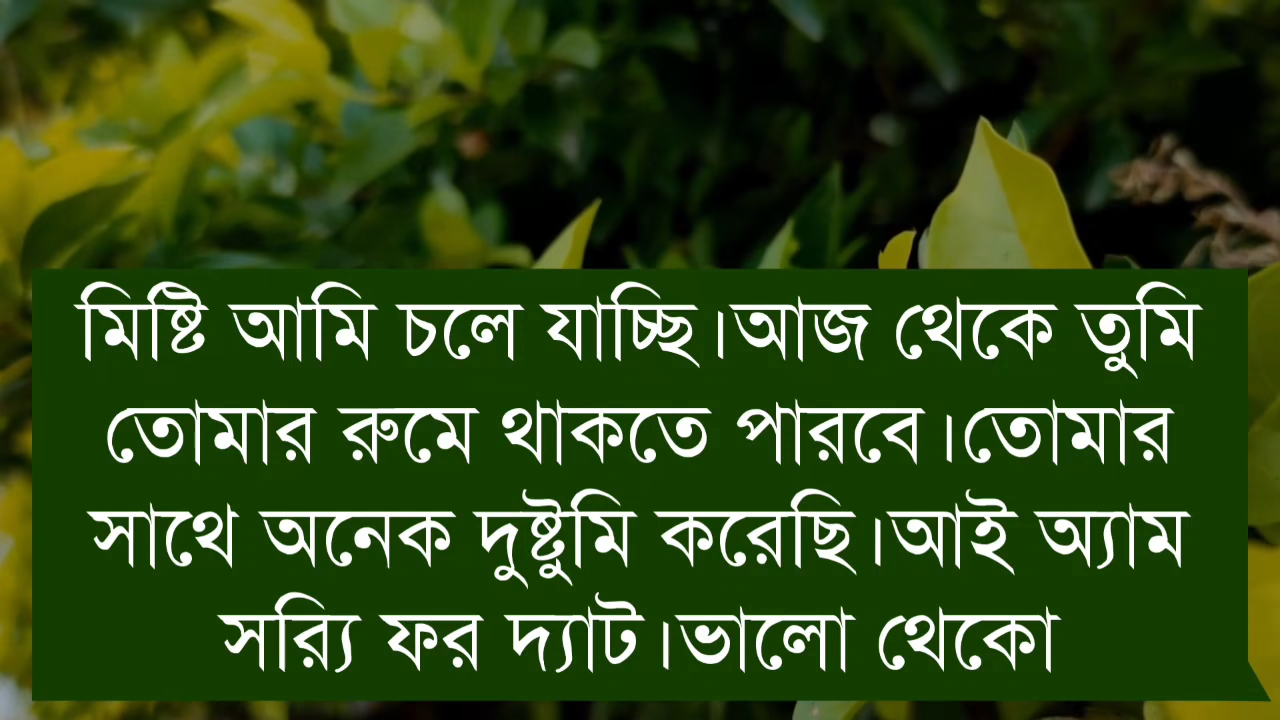 মিষ্টি আমি চলে যাচ্ছি।আজ থেকে তুমি
তোমার রুমে থাকতে পারবে।তোমার
সাথে অনেক দুষ্টুমি করেছি।আই অ্যাম
সর‍্যি ফর দ্যাট।ভালো থেকো